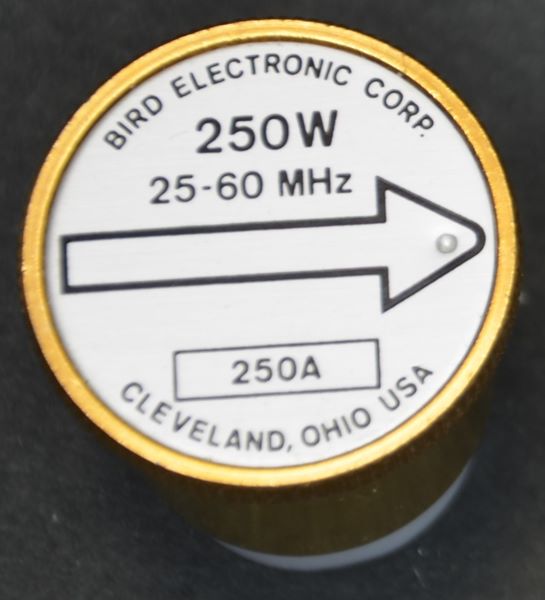 BIRD ELECTRONIC CORP.
250W
25-60 MHz
250A
CLEVELAND, OHIO USA